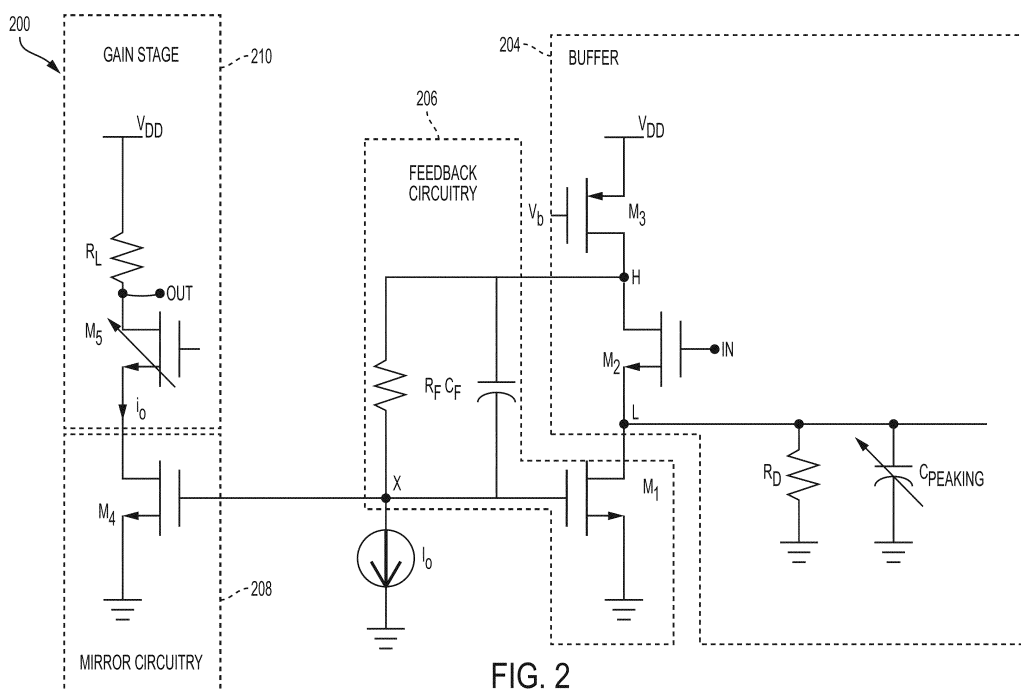 200
GAIN STAGE
210
VDD
RL
OUT
M5
io
M4
208
MIRROR CIRCUITRY
206
FEEDBACK
CIRCUITRY
RF CF
X
Io
204
BUFFER
VDD
Vb
M3
H
M2
IN
L
M1
RD
CPEAKING
FIG. 2